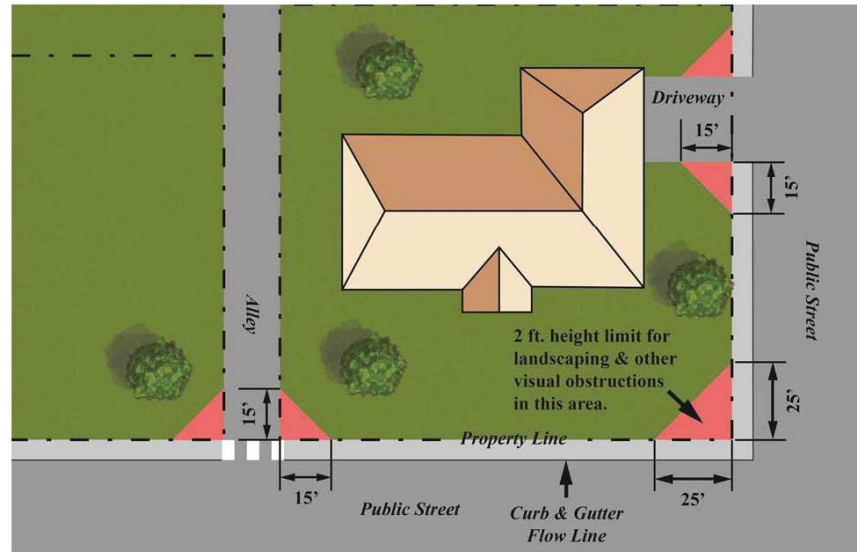 Driveway
15’
15’
Public Street
Alley
2 ft. height limit for
landscaping & other
visual obstructions
in this area.
15’
25’
Property Line
15’
25’
Public Street
Curb & Gutter
Flow Line